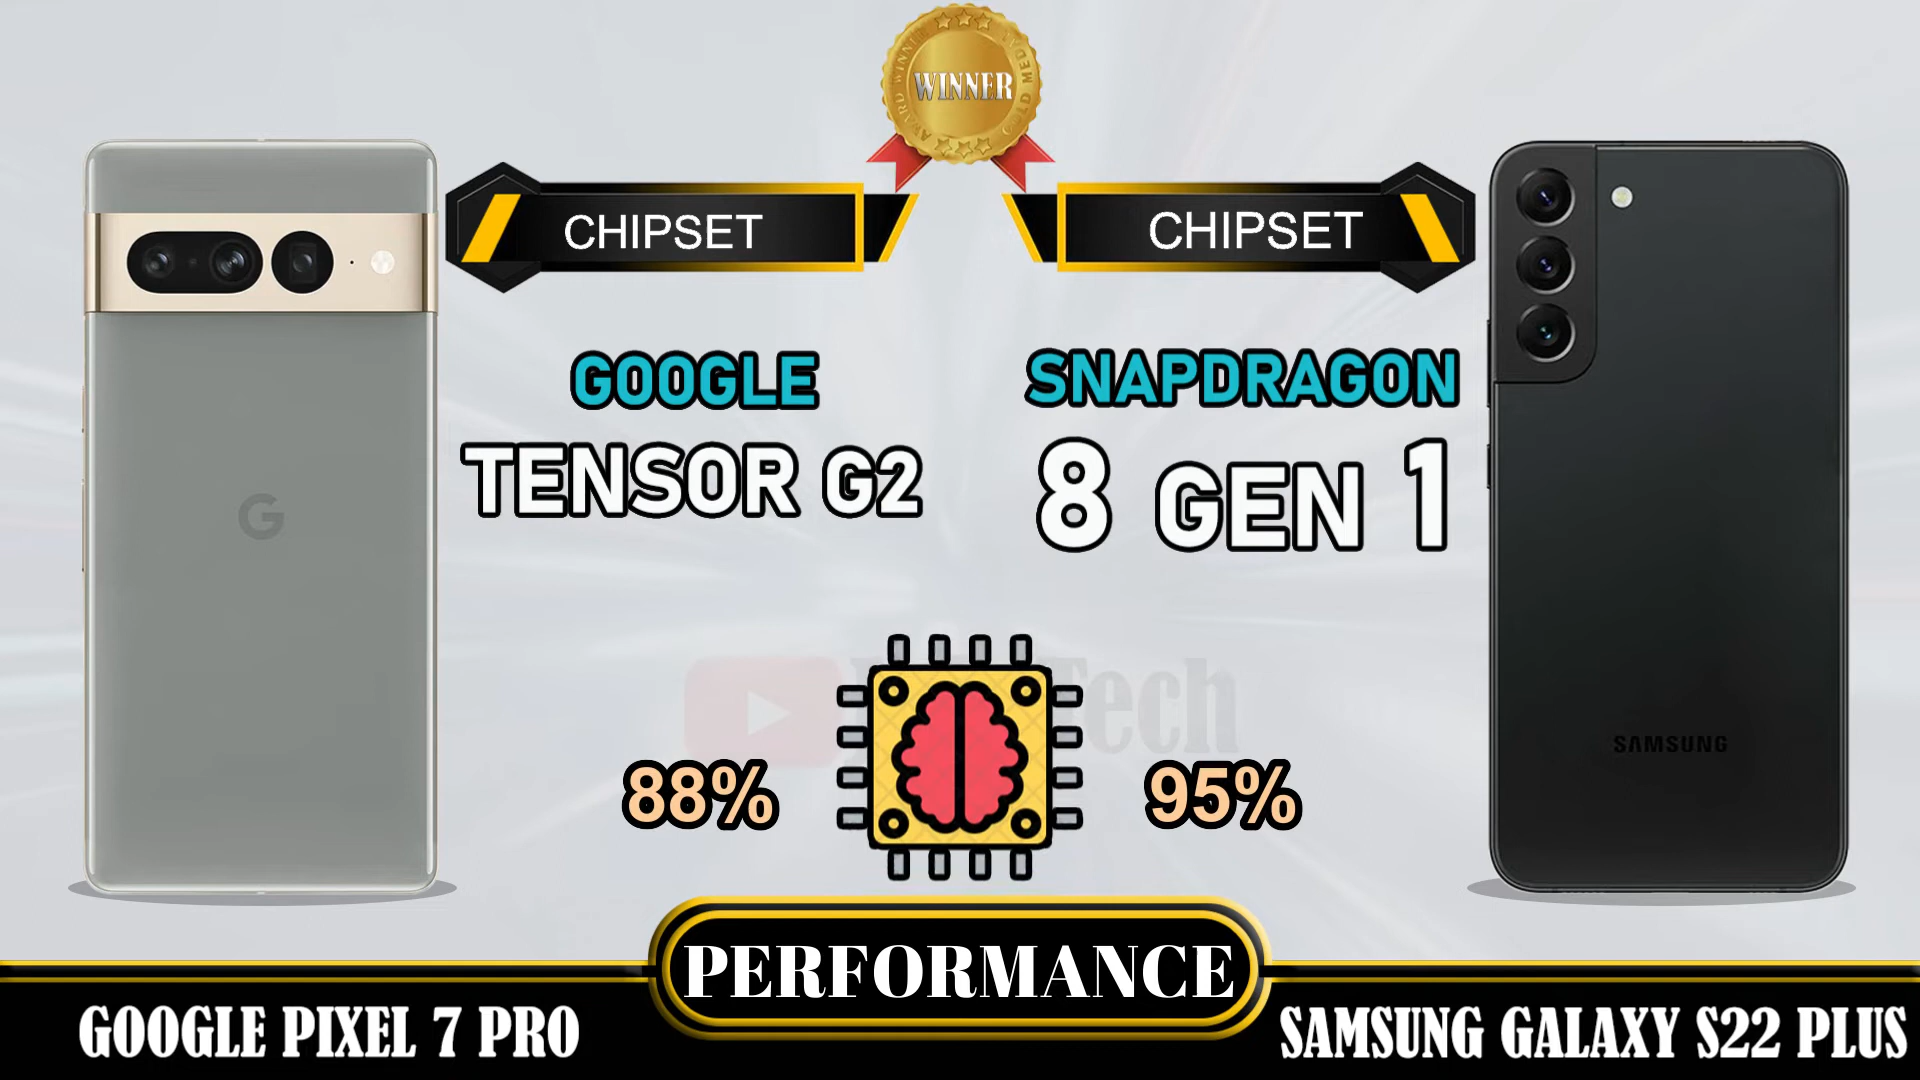 WINNER
CHIPSET
CHIPSET
GOOGLE
TENSOR G2
SNAPDRAGON
8 GEN 1
Tech
88%
95%
G
SAMSUNG
PERFORMANCE
GOOGLE PIXEL 7 PRO
SAMSUNG GALAXY S22 PLUS